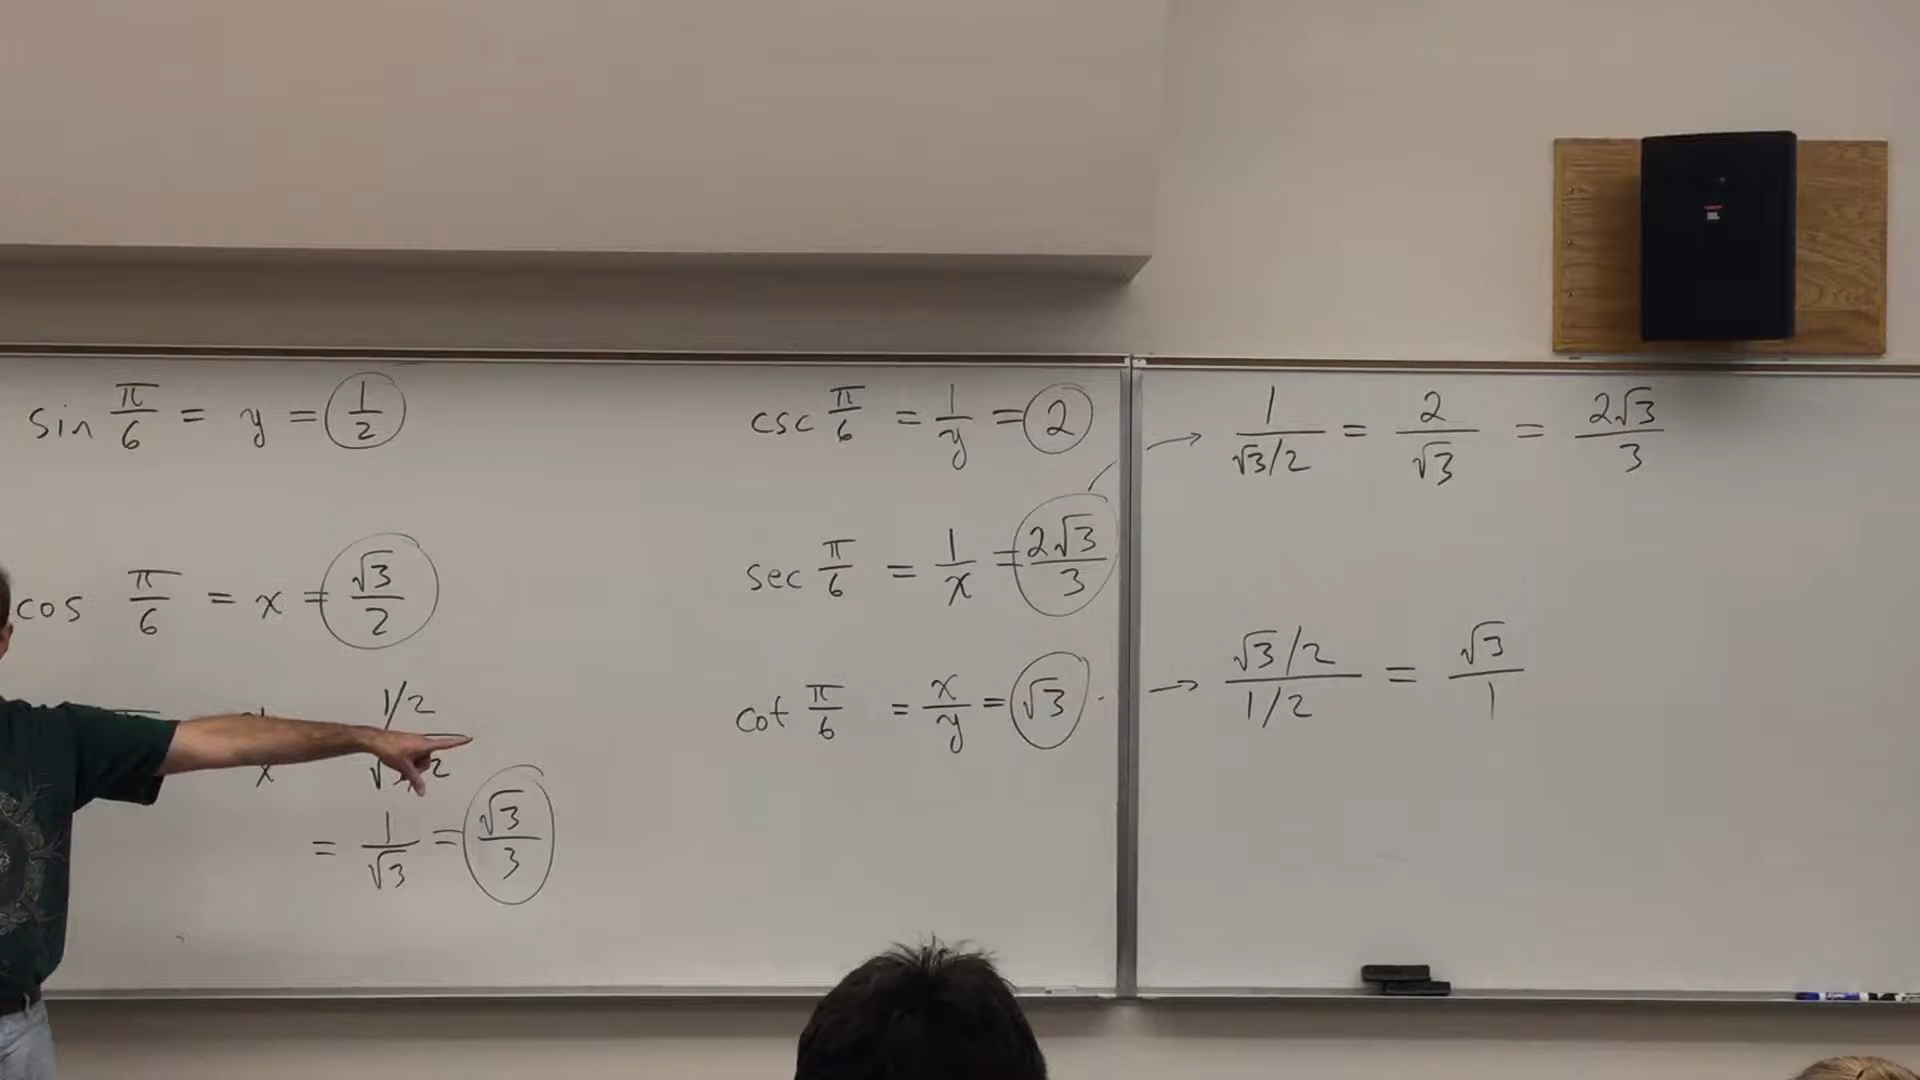 sin π/6 = y = 1/2
cos π/6 = x = √3/2
x
1/2
= 1/√3 = √3/3
csc π/6 = 1/y = 2
sec π/6 = 1/x = 2√3/3
cot π/6 = x/y = √3
→ 1/(√3/2) = 2/√3 = 2√3/3
→ (√3/2)/(1/2) = √3/1